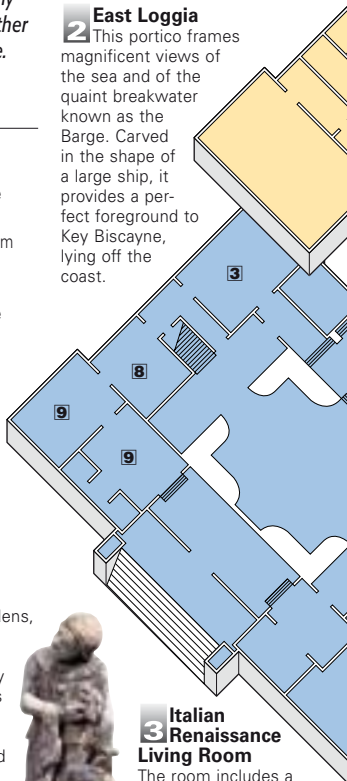 ther
e.
2 East Loggia
This portico frames
magnificent views of
the sea and of the
quaint breakwater
known as the
Barge. Carved
in the shape of
a large ship, it
provides a per-
fect foreground to
Key Biscayne,
lying off the
coast.
e
m
e
3
8
9
9
lens,
y
s
d
3 Italian
Renaissance
Living Room
The room includes a